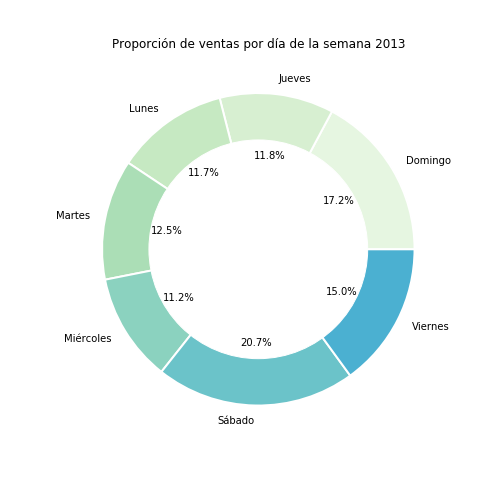 Proporción de ventas por día de la semana 2013
Jueves
Lunes
11.8%
Domingo
11.7%
17.2%
Martes
12.5%
11.2%
15.0%
Viernes
Miércoles
20.7%
Sábado